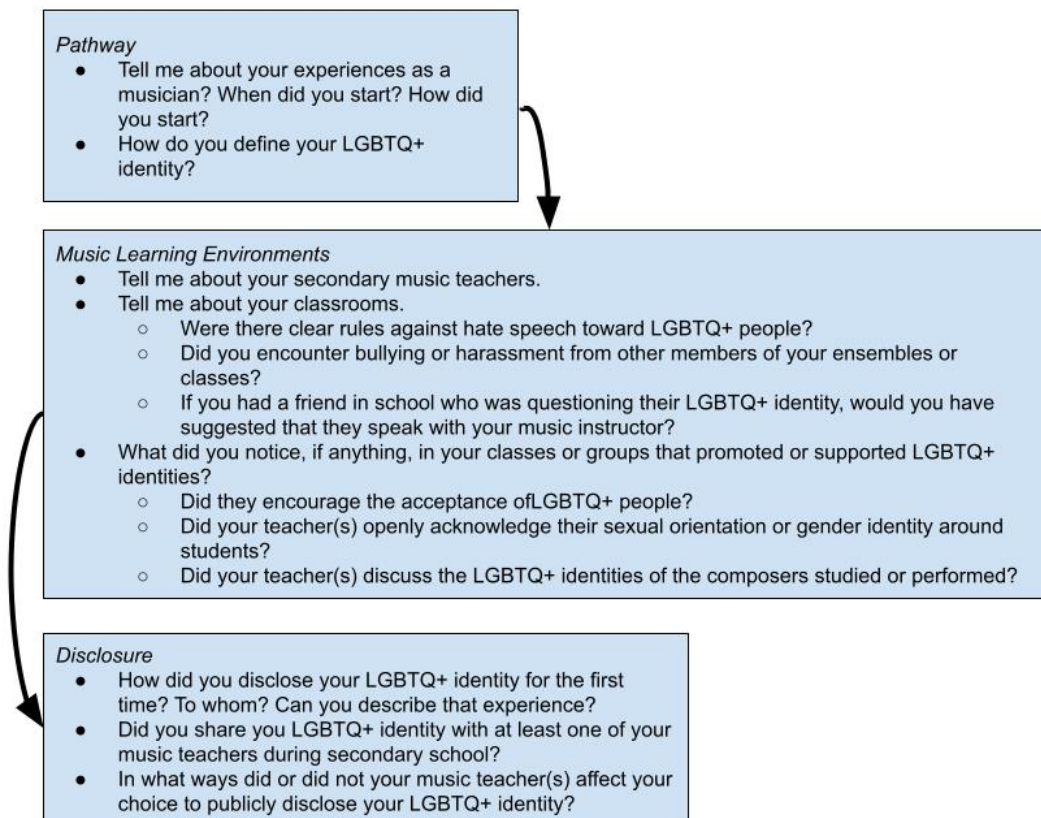 Pathway
● Tell me about your experiences as a
musician? When did you start? How did
you start?
● How do you define your LGBTQ+
identity?
Music Learning Environments
● Tell me about your secondary music teachers.
● Tell me about your classrooms.
○ Were there clear rules against hate speech toward LGBTQ+ people?
○ Did you encounter bullying or harassment from other members of your ensembles or
classes?
○ If you had a friend in school who was questioning their LGBTQ+ identity, would you have
suggested that they speak with your music instructor?
● What did you notice, if anything, in your classes or groups that promoted or supported LGBTQ+
identities?
○ Did they encourage the acceptance ofLGBTQ+ people?
○ Did your teacher(s) openly acknowledge their sexual orientation or gender identity around
students?
○ Did your teacher(s) discuss the LGBTQ+ identities of the composers studied or performed?
Disclosure
● How did you disclose your LGBTQ+ identity for the first
time? To whom? Can you describe that experience?
● Did you share you LGBTQ+ identity with at least one of your
music teachers during secondary school?
● In what ways did or did not your music teacher(s) affect your
choice to publicly disclose your LGBTQ+ identity?